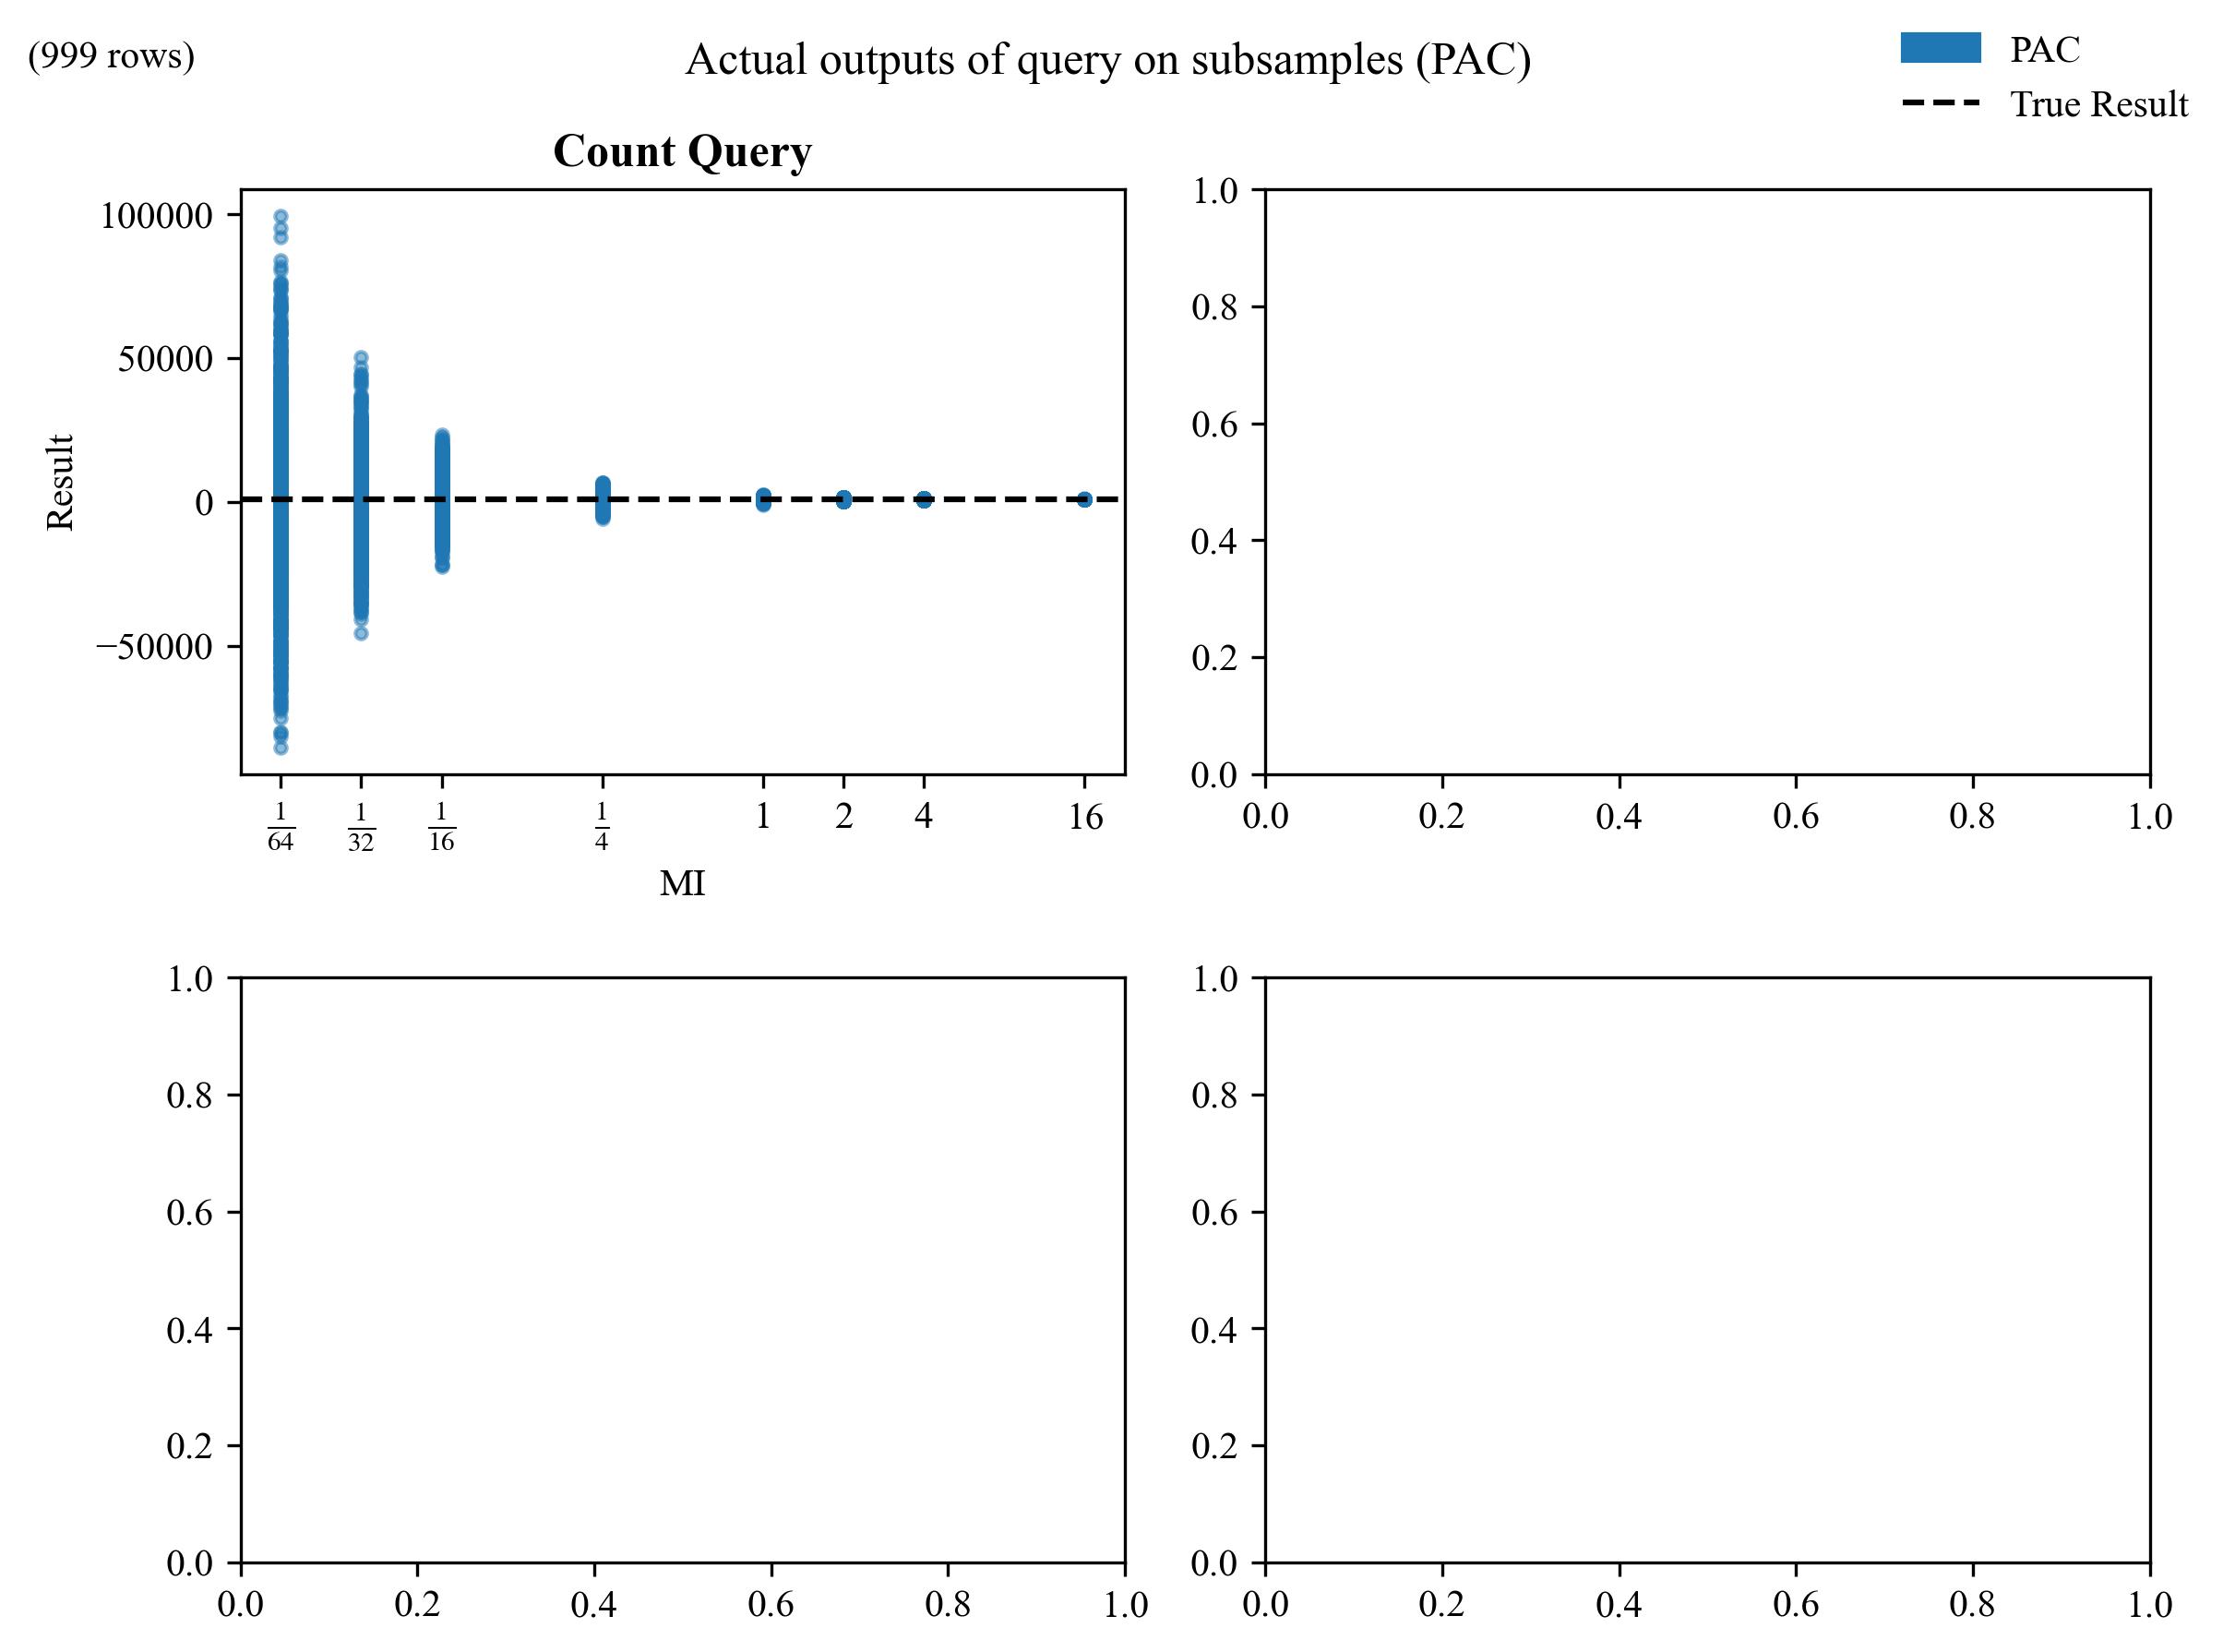 (999 rows)
Actual outputs of query on subsamples (PAC)
PAC
True Result
Count Query
Result
100000
50000
0
−50000
1/64 1/32 1/16 1/4 1 2 4 16
MI
1.0
0.8
0.6
0.4
0.2
0.0
0.0 0.2 0.4 0.6 0.8 1.0
1.0
0.8
0.6
0.4
0.2
0.0
0.0 0.2 0.4 0.6 0.8 1.0
1.0
0.8
0.6
0.4
0.2
0.0
0.0 0.2 0.4 0.6 0.8 1.0